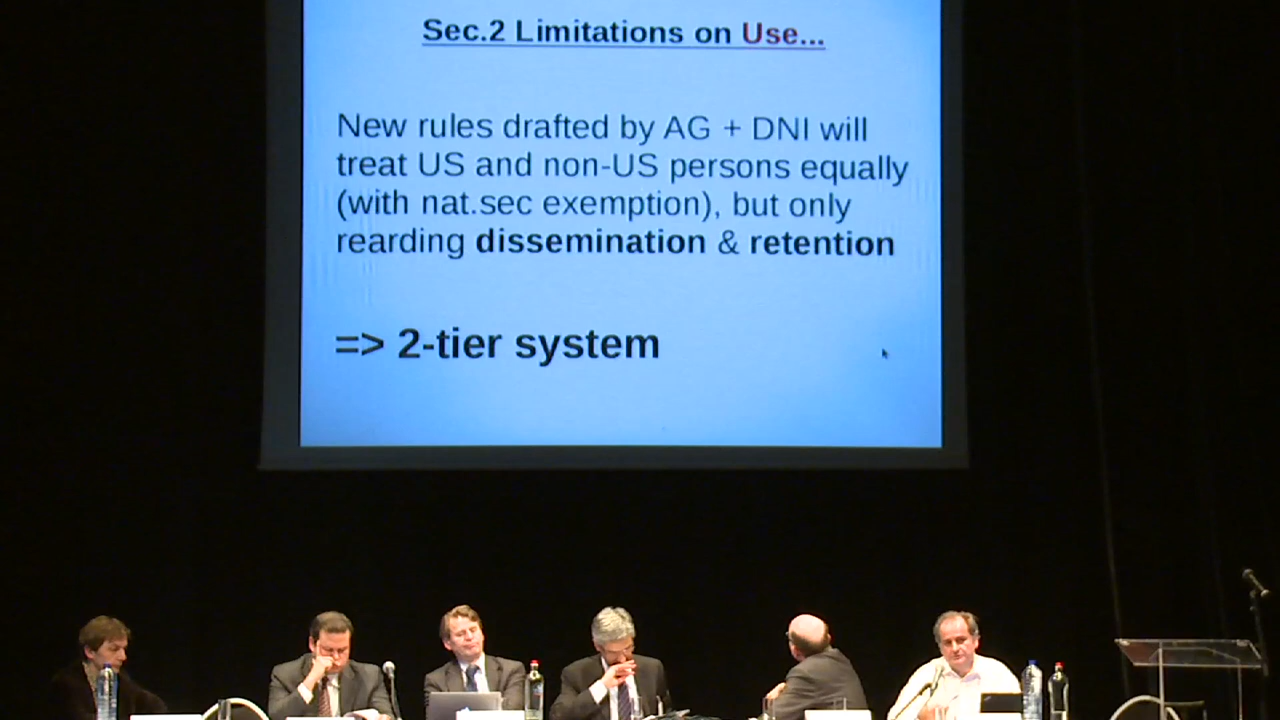 Sec.2 Limitations on Use...
New rules drafted by AG + DNI will
treat US and non-US persons equally
(with nat.sec exemption), but only
rearding dissemination & retention
=> 2-tier system